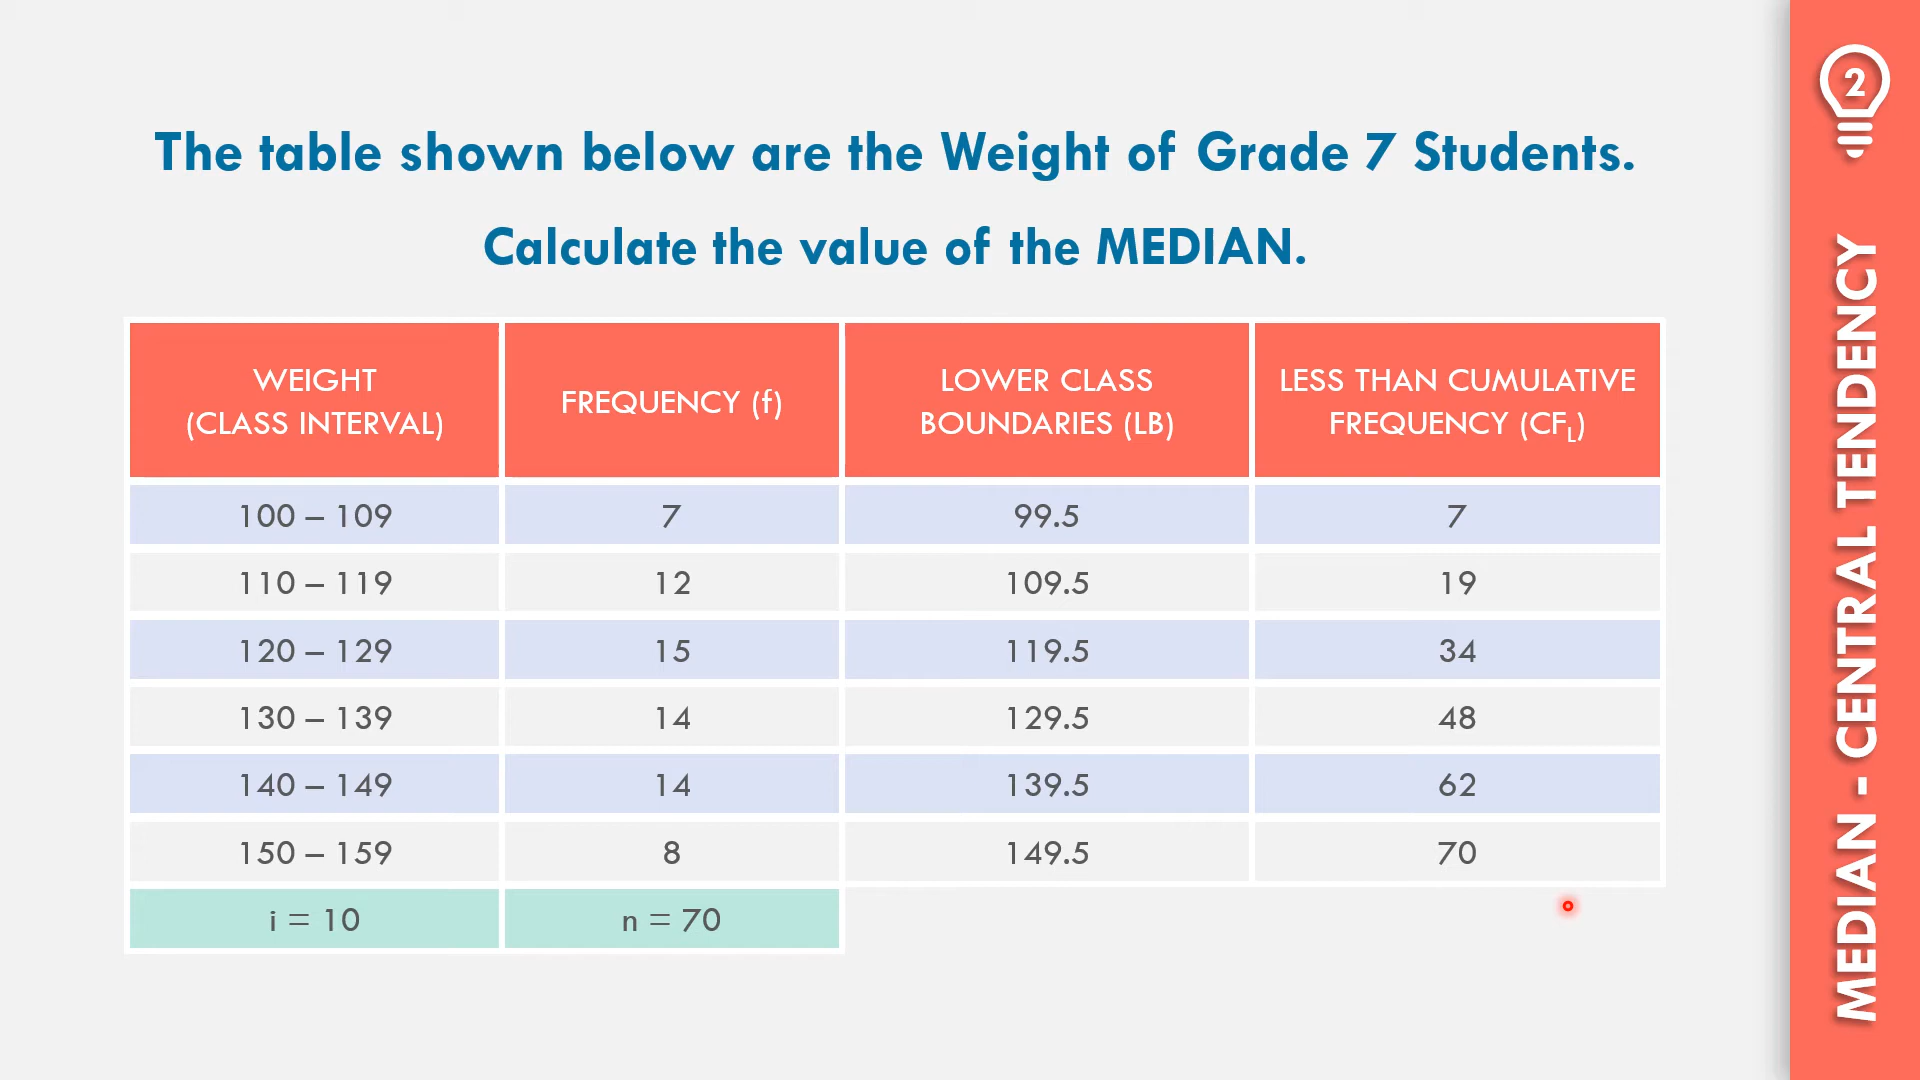 The table shown below are the Weight of Grade 7 Students.
Calculate the value of the MEDIAN.
WEIGHT
(CLASS INTERVAL)
FREQUENCY (f)
LOWER CLASS
BOUNDARIES (LB)
LESS THAN CUMULATIVE
FREQUENCY (CFL)
100 – 109 7 99.5 7
110 – 119 12 109.5 19
120 – 129 15 119.5 34
130 – 139 14 129.5 48
140 – 149 14 139.5 62
150 – 159 8 149.5 70
i = 10 n = 70
2
MEDIAN - CENTRAL TENDENCY